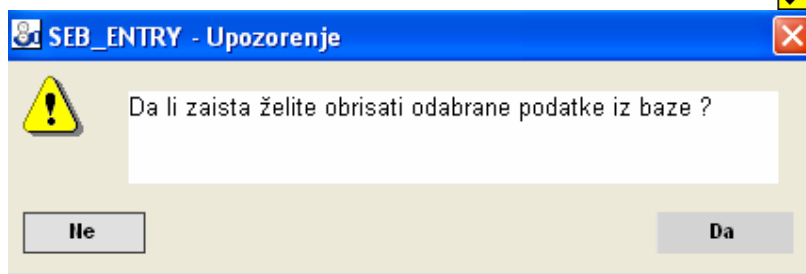 SEB_ENTRY - Upozorenje
Da li zaista želite obrisati odabrane podatke iz baze ?
Ne
Da